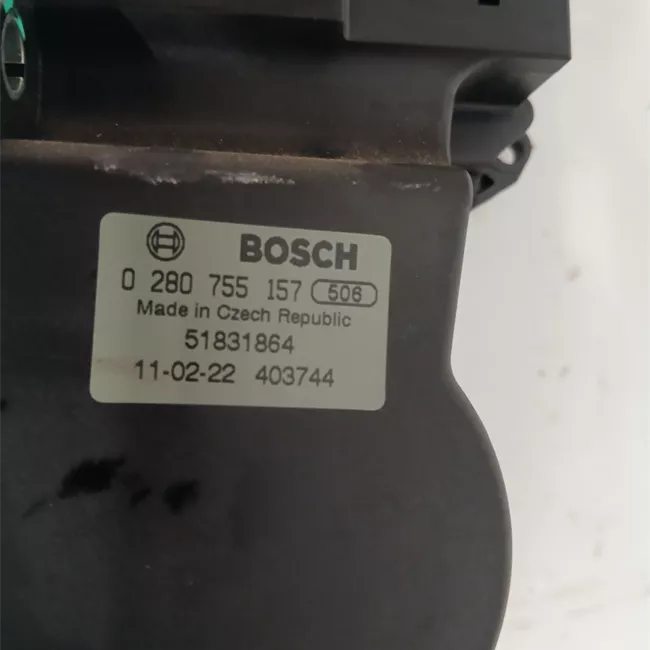 BOSCH
0 280 755 157 506
Made in Czech Republic
51831864
11-02-22 403744